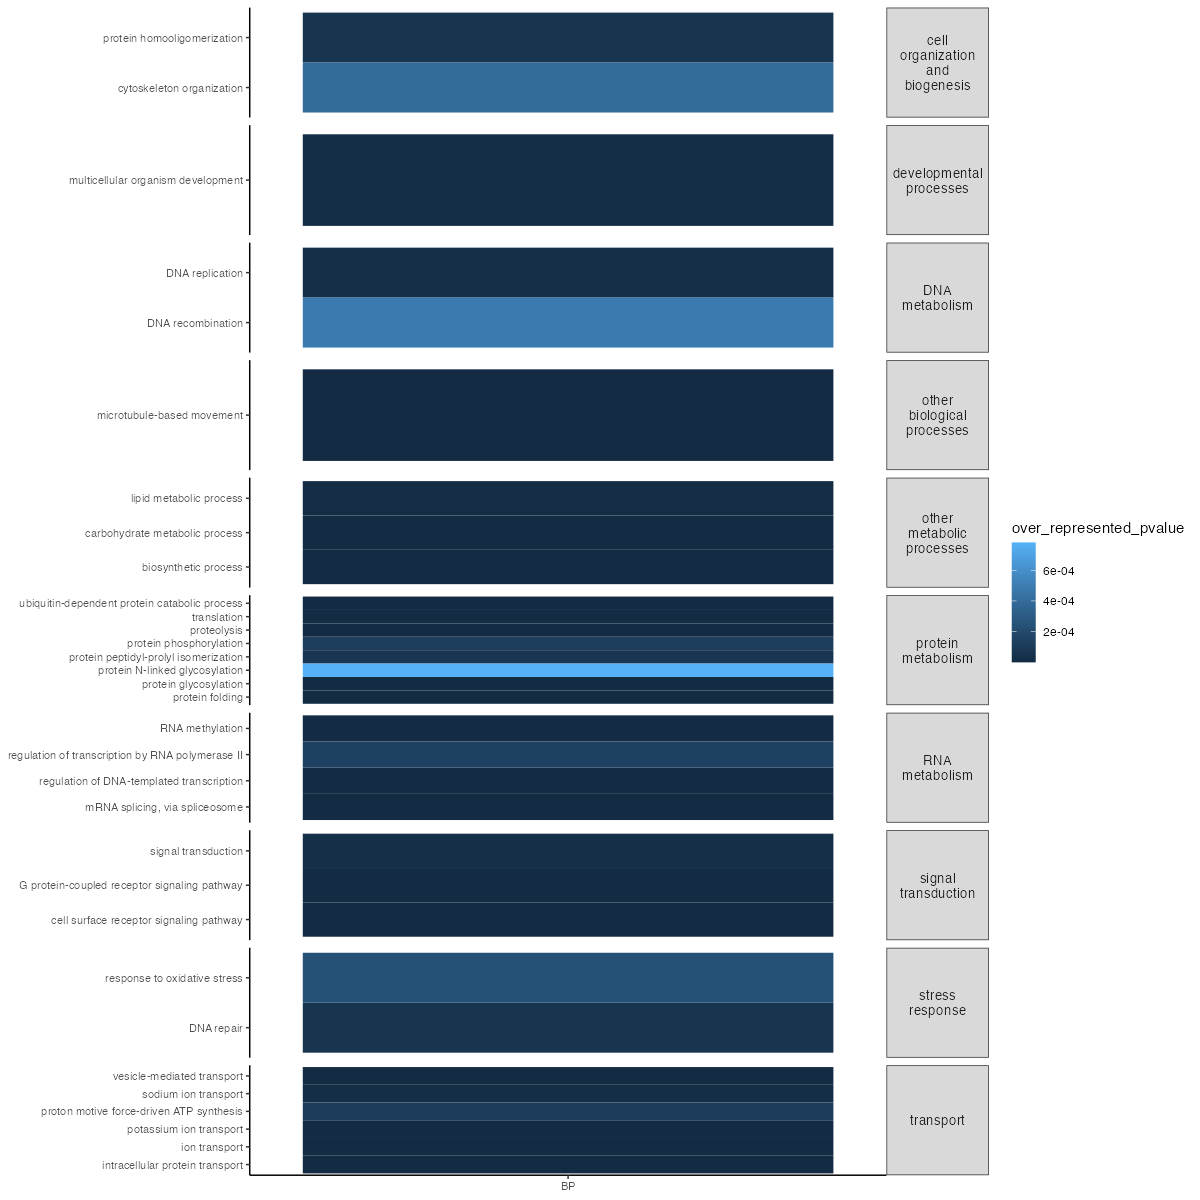 protein homooligomerization
cytoskeleton organization
cell
organization
and
biogenesis
multicellular organism development
developmental
processes
DNA replication
DNA recombination
DNA
metabolism
microtubule-based movement
other
biological
processes
lipid metabolic process
carbohydrate metabolic process
biosynthetic process
other
metabolic
processes
ubiquitin-dependent protein catabolic process
translation
proteolysis
protein phosphorylation
protein peptidyl-prolyl isomerization
protein N-linked glycosylation
protein glycosylation
protein folding
protein
metabolism
RNA methylation
regulation of transcription by RNA polymerase II
regulation of DNA-templated transcription
mRNA splicing, via spliceosome
RNA
metabolism
signal transduction
G protein-coupled receptor signaling pathway
cell surface receptor signaling pathway
signal
transduction
response to oxidative stress
DNA repair
stress
response
vesicle-mediated transport
sodium ion transport
proton motive force-driven ATP synthesis
potassium ion transport
ion transport
intracellular protein transport
transport
BP
over_represented_pvalue
6e-04
4e-04
2e-04